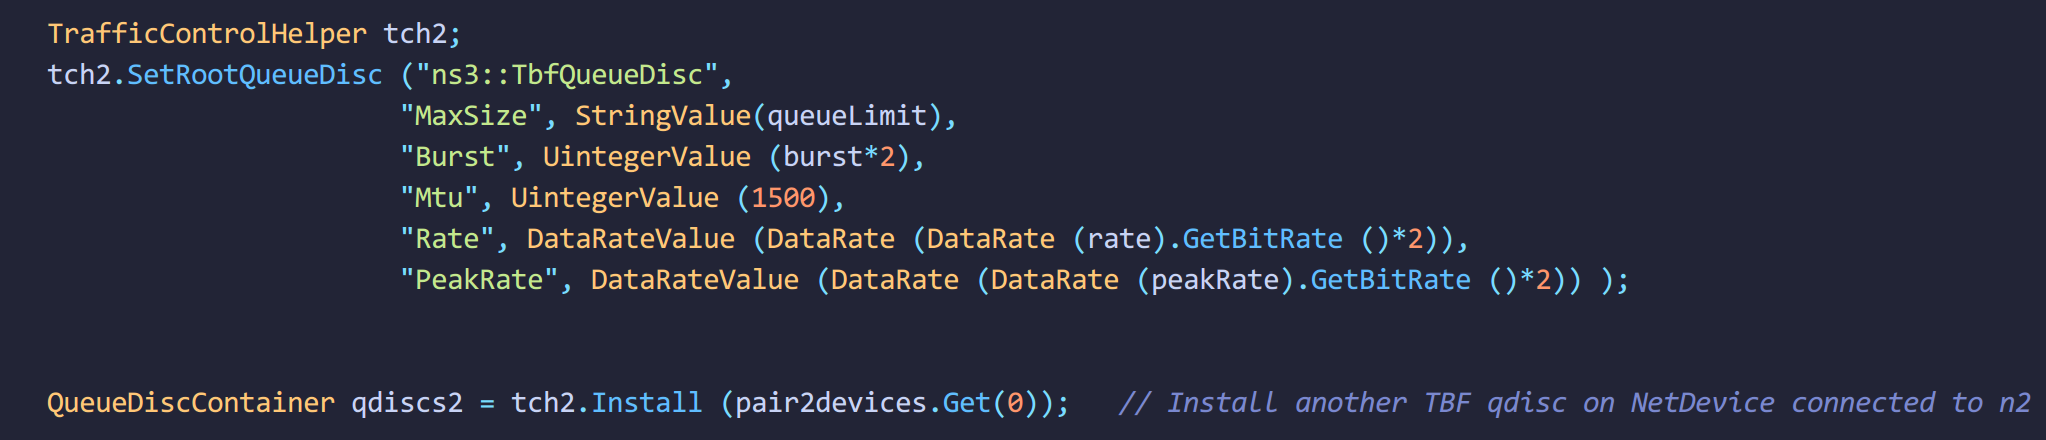 TrafficControlHelper tch2;
tch2.SetRootQueueDisc ("ns3::TbfQueueDisc",
"MaxSize", StringValue(queueLimit),
"Burst", UintegerValue (burst*2),
"Mtu", UintegerValue (1500),
"Rate", DataRateValue (DataRate (DataRate (rate).GetBitRate ()*2)),
"PeakRate", DataRateValue (DataRate (DataRate (peakRate).GetBitRate ()*2)) );
QueueDiscContainer qdiscs2 = tch2.Install (pair2devices.Get(0));   // Install another TBF qdisc on NetDevice connected to n2